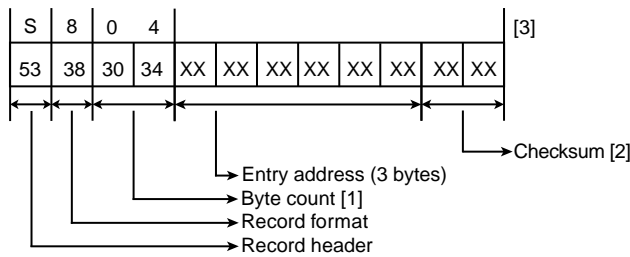 S 8 0 4 [3]
53 38 30 34 XX XX XX XX XX XX XX XX
Checksum [2]
Entry address (3 bytes)
Byte count [1]
Record format
Record header